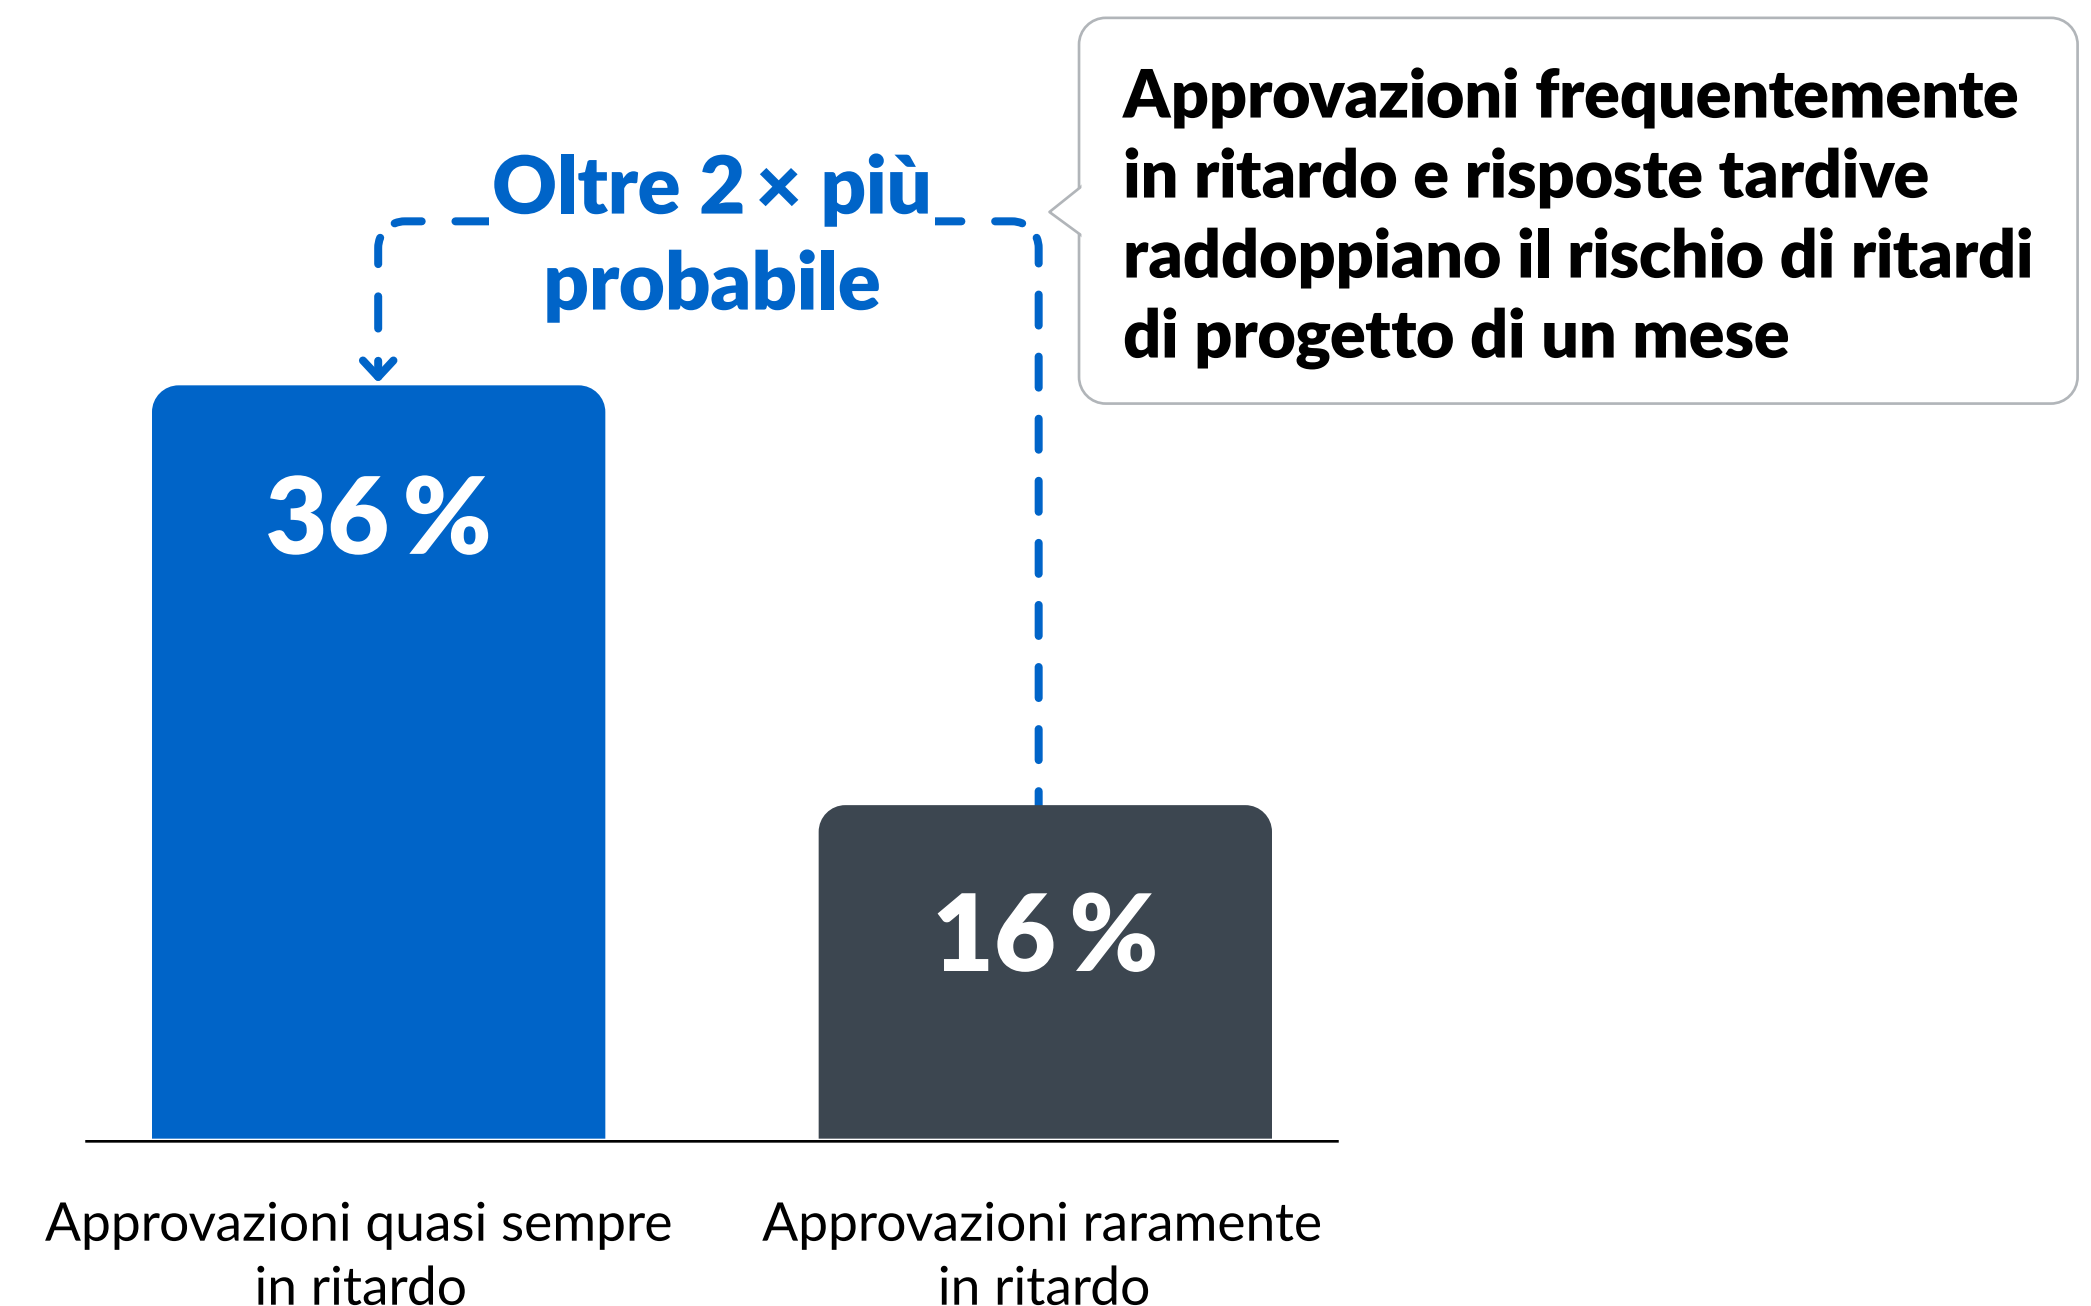 Approvazioni frequentemente
in ritardo e risposte tardive
raddoppiano il rischio di ritardi
di progetto di un mese
Oltre 2 × più
probabile
36 %
16 %
Approvazioni quasi sempre
in ritardo
Approvazioni raramente
in ritardo